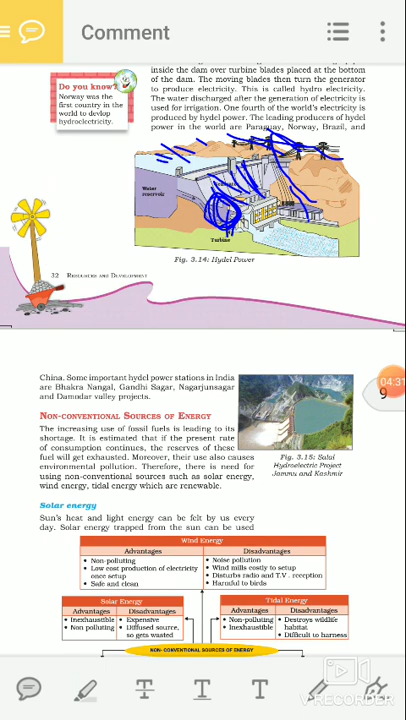 Comment
inside the dam over turbine blades placed at the bottom
of the dam. The moving blades then turn the generator
to produce electricity. This is called hydro electricity.
The water discharged after the generation of electricity is
used for irrigation. One fourth of the world's electricity is
produced by hydel power. The leading producers of hydel
power in the world are Paraguay, Norway, Brazil, and
Do you know?
Norway was the
first country in the
world to devlop
hydroelectricity.
Water
reservoir
Turbine
Fig. 3.14: Hydel Power
32 RESOURCES AND DEVELOPMENT
China. Some important hydel power stations in India
are Bhakra Nangal, Gandhi Sagar, Nagarjunsagar
and Damodar valley projects.
04:31
9
NON-CONVENTIONAL SOURCES OF ENERGY
The increasing use of fossil fuels is leading to its
shortage. It is estimated that if the present rate
of consumption continues, the reserves of these
fuel will get exhausted. Moreover, their use also causes
environmental pollution. Therefore, there is need for
using non-conventional sources such as solar energy,
wind energy, tidal energy which are renewable.
Fig. 3.15: Salal
Hydroelectric Project
Jammu and Kashmir
Solar energy
Sun's heat and light energy can be felt by us every
day. Solar energy trapped from the sun can be used
Wind Energy
Advantages
• Non-polluting
• Low cost production of electricity
once setup
• Safe and clean
Disadvantages
• Noise pollution
• Wind mills costly to setup
• Disturbs radio and T.V. reception
• Harmful to birds
Solar Energy
Advantages
• Inexhaustible
• Non polluting
Disadvantages
• Expensive
• Diffused source,
so gets wasted
Tidal Energy
Advantages
• Non-polluting
• Inexhaustible
Disadvantages
• Destroys wildlife
habitat
• Difficult to harness
NON- CONVENTIONAL SOURCES OF ENERGY
T
T
T
VRECORDER